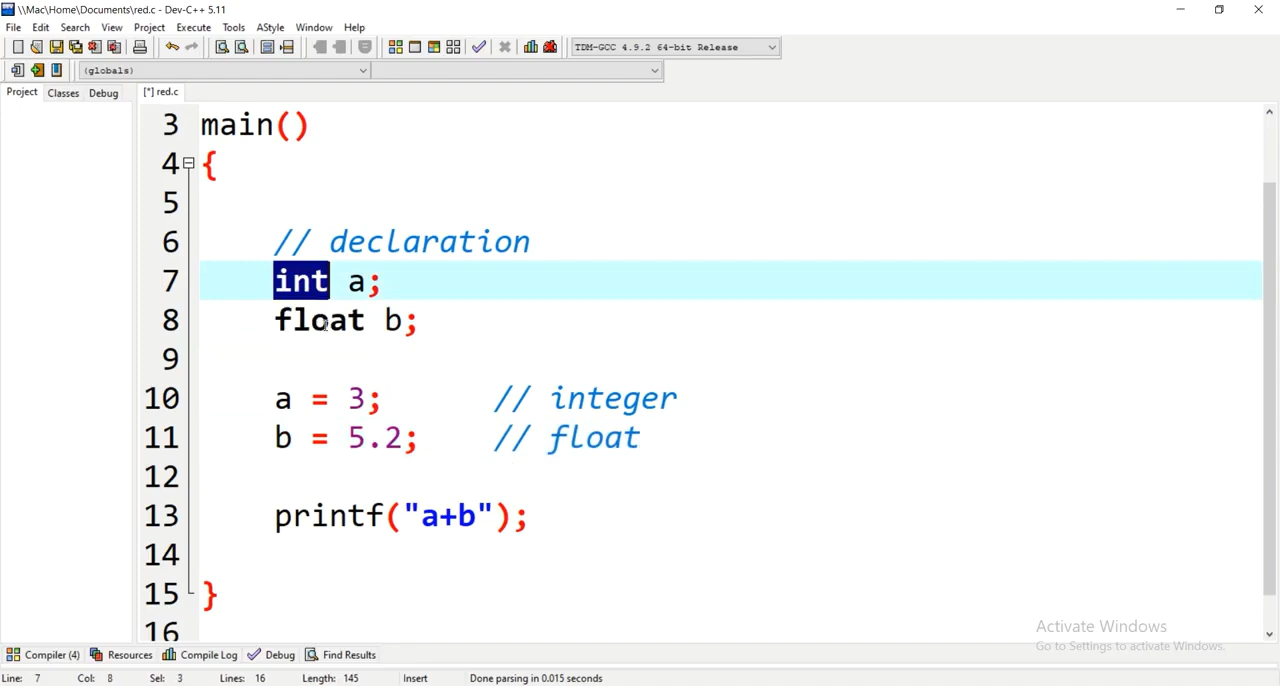 \\Mac\Home\Documents\red.c - Dev-C++ 5.11
File Edit Search View Project Execute Tools AStyle Window Help
TDM-GCC 4.9.2 64-bit Release
(globals)
Project Classes Debug [*] red.c
3 main()
4 {
5
6 // declaration
7 int a;
8 float b;
9
10 a = 3; // integer
11 b = 5.2; // float
12
13 printf("a+b");
14
15 }
16
Activate Windows
Go to Settings to activate Windows.
Compiler (4) Resources Compile Log Debug Find Results
Line: 7 Col: 8 Sel: 3 Lines: 16 Length: 145 Insert Done parsing in 0.015 seconds